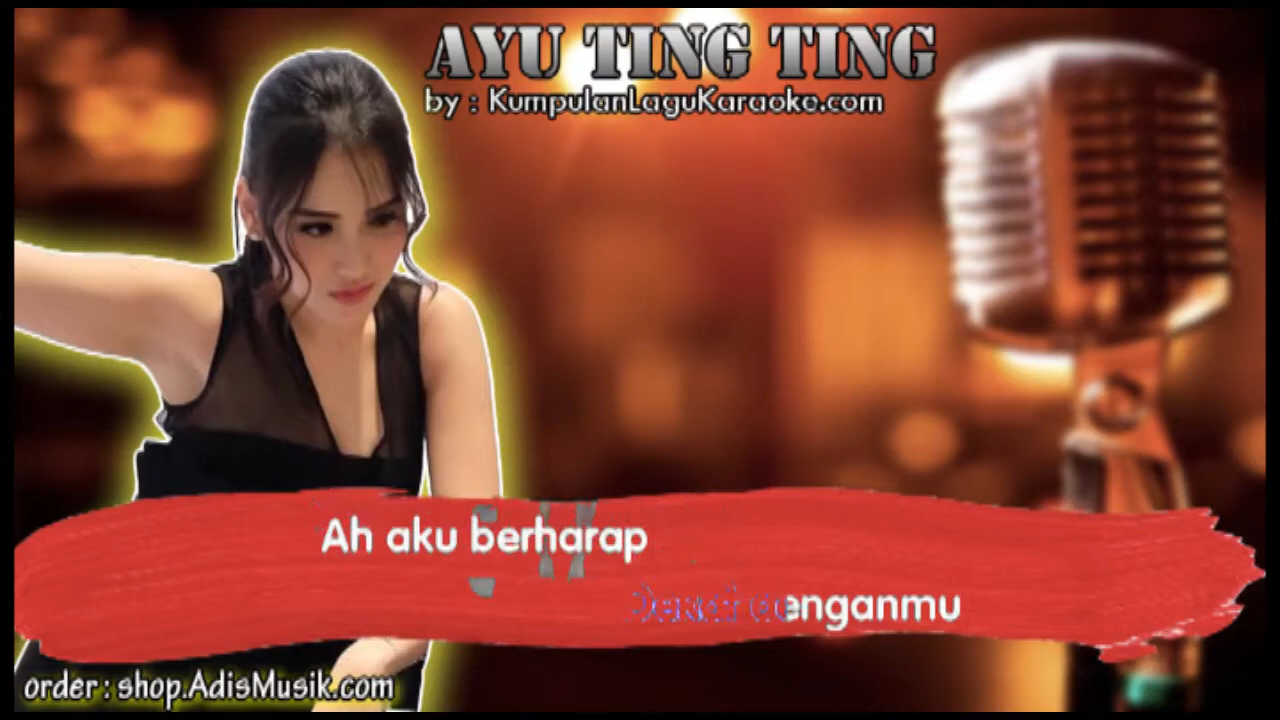 AYU TING TING
by : KumpulanLaguKaraoke.com
Ah aku berharap
enganmu
order : shop.AdisMusik.com